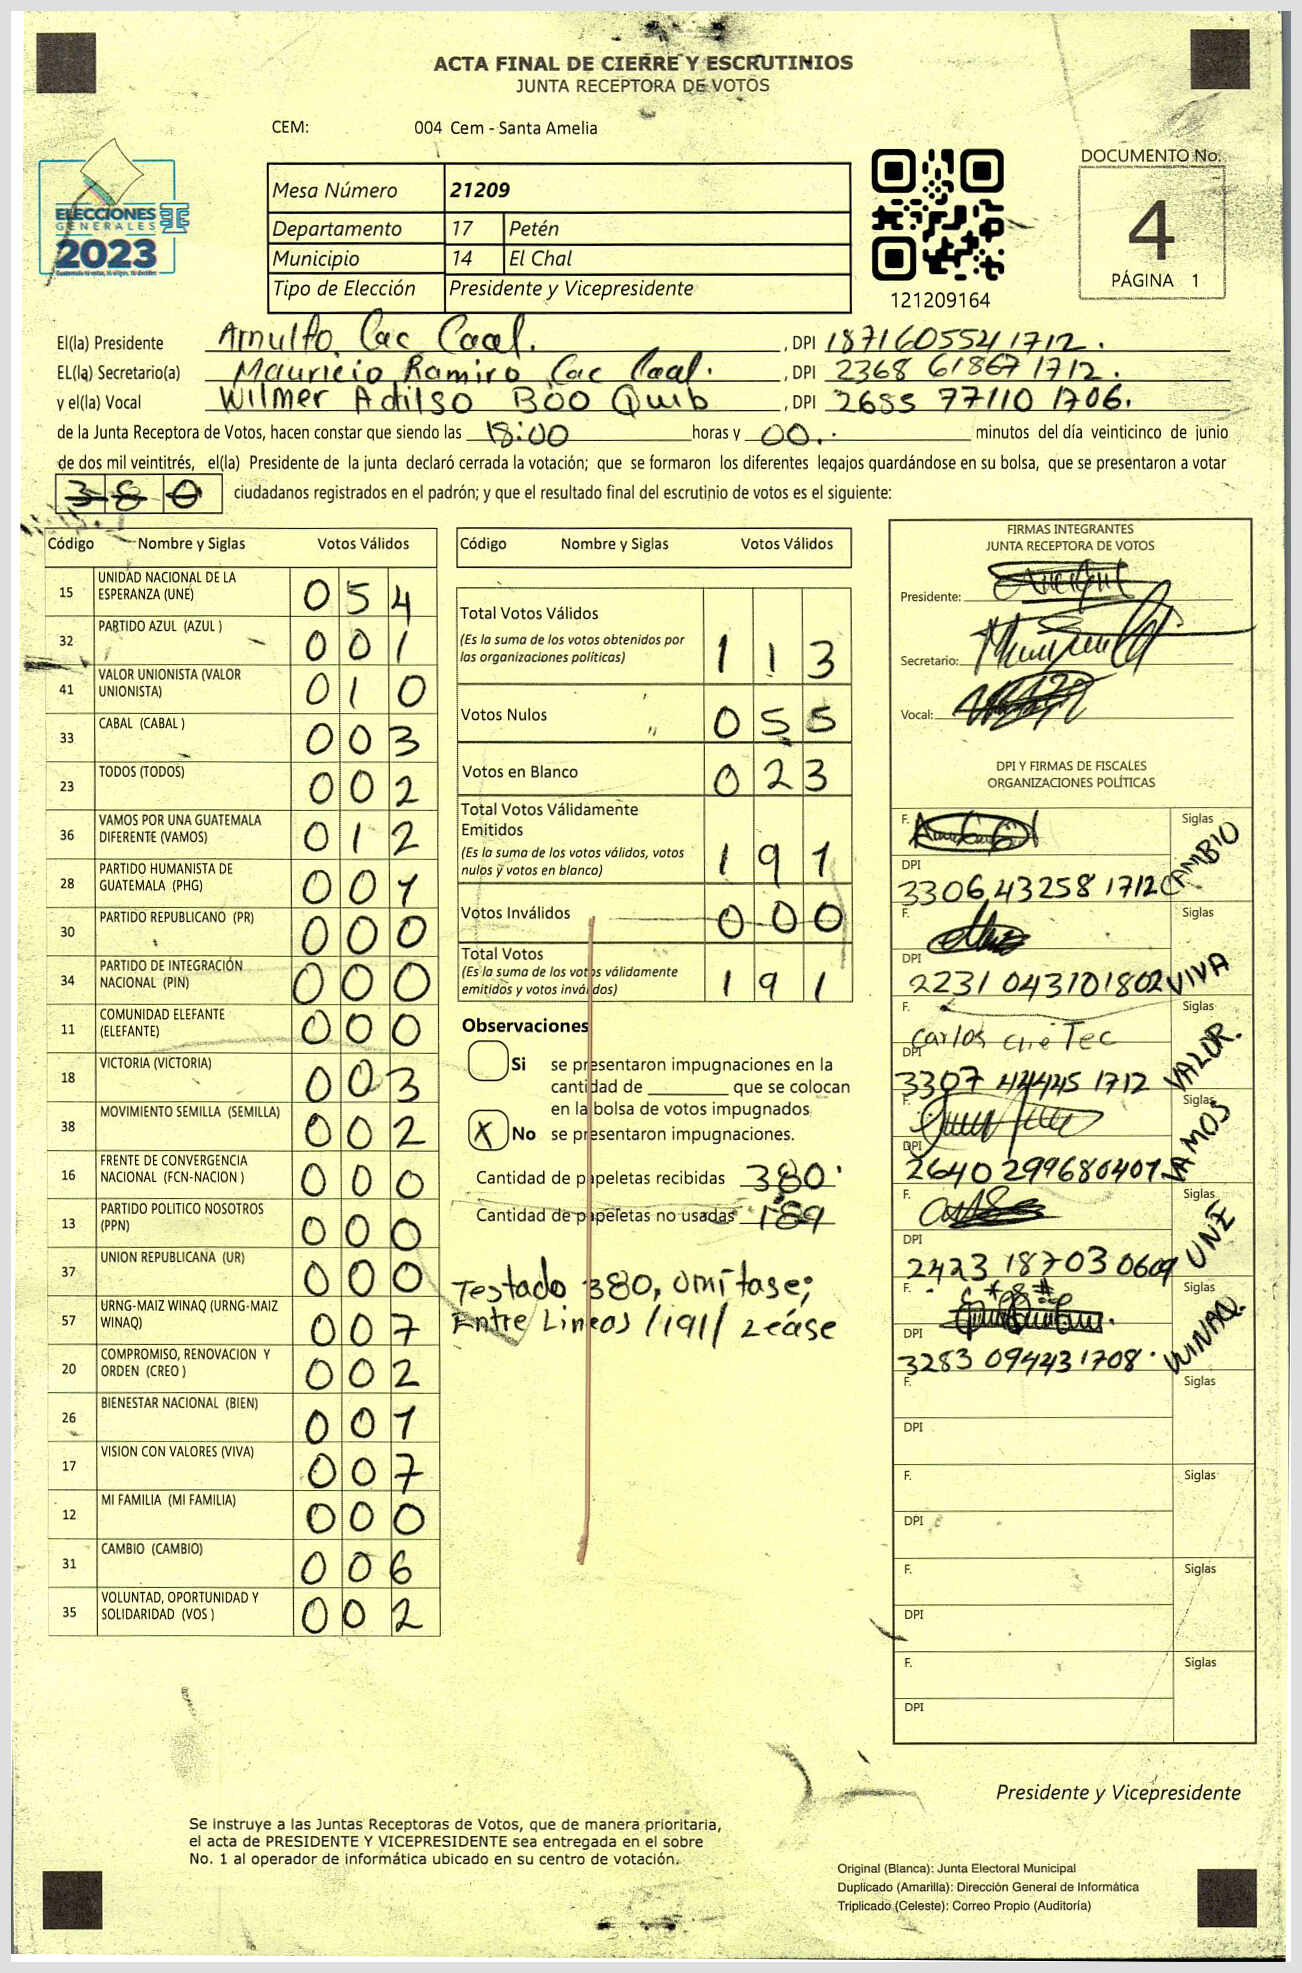 ACTA FINAL DE CIERRE Y ESCRUTINIOS
JUNTA RECEPTORA DE VOTOS
CEM: 004 Cem - Santa Amelia
ELECCIONES
GENERALES
2023
Mesa Número 21209
Departamento 17 Petén
Municipio 14 El Chal
Tipo de Elección Presidente y Vicepresidente
121209164
DOCUMENTO No.
4
PÁGINA 1
El(la) Presidente Arnulfo Cac Caal. , DPI 1871605541712.
EL(la) Secretario(a) Mauricio Ramiro Cac Caal. , DPI 2368 61867 1712.
y el(la) Vocal Wilmer Adilso Boo Quib , DPI 2655 77110 1706.
de la Junta Receptora de Votos, hacen constar que siendo las 18:00 horas y 00. minutos del día veinticinco de junio
de dos mil veintitrés, el(la) Presidente de la junta declaró cerrada la votación; que se formaron los diferentes legajos guardándose en su bolsa, que se presentaron a votar
380 ciudadanos registrados en el padrón; y que el resultado final del escrutinio de votos es el siguiente:
Código Nombre y Siglas Votos Válidos
15 UNIDAD NACIONAL DE LA ESPERANZA (UNE) 054
32 PARTIDO AZUL (AZUL ) 001
41 VALOR UNIONISTA (VALOR UNIONISTA) 010
33 CABAL (CABAL ) 003
23 TODOS (TODOS) 002
36 VAMOS POR UNA GUATEMALA DIFERENTE (VAMOS) 012
28 PARTIDO HUMANISTA DE GUATEMALA (PHG) 001
30 PARTIDO REPUBLICANO (PR) 000
34 PARTIDO DE INTEGRACIÓN NACIONAL (PIN) 000
11 COMUNIDAD ELEFANTE (ELEFANTE) 000
18 VICTORIA (VICTORIA) 003
38 MOVIMIENTO SEMILLA (SEMILLA) 002
16 FRENTE DE CONVERGENCIA NACIONAL (FCN-NACION ) 000
13 PARTIDO POLITICO NOSOTROS (PPN) 000
37 UNION REPUBLICANA (UR) 000
57 URNG-MAIZ WINAQ (URNG-MAIZ WINAQ) 007
20 COMPROMISO, RENOVACION Y ORDEN (CREO ) 002
26 BIENESTAR NACIONAL (BIEN) 001
17 VISION CON VALORES (VIVA) 007
12 MI FAMILIA (MI FAMILIA) 000
31 CAMBIO (CAMBIO) 006
35 VOLUNTAD, OPORTUNIDAD Y SOLIDARIDAD (VOS ) 002
Código Nombre y Siglas Votos Válidos
Total Votos Válidos
(Es la suma de los votos obtenidos por
las organizaciones políticas) 113
Votos Nulos 055
Votos en Blanco 023
Total Votos Válidamente
Emitidos
(Es la suma de los votos válidos, votos
nulos y votos en blanco) 191
Votos Inválidos 000
Total Votos
(Es la suma de los votos válidamente
emitidos y votos inválidos) 191
Observaciones
Si se presentaron impugnaciones en la
cantidad de ________ que se colocan
en la bolsa de votos impugnados
X No se presentaron impugnaciones.
Cantidad de papeletas recibidas 380
Cantidad de papeletas no usadas 189
Testado 380, omitase;
Entre Lineos /191/ Léase
FIRMAS INTEGRANTES
JUNTA RECEPTORA DE VOTOS
Presidente:
Secretario:
Vocal:
DPI Y FIRMAS DE FISCALES
ORGANIZACIONES POLÍTICAS
F. Siglas CAMBIO
DPI
3306 43258 1712
F. Siglas VIVA
DPI
2231 043101802
F. Carlos Siglas VALOR.
DPI
3307 44445 1712
F. Siglas VAMOS
DPI
2640 299680407
F. Siglas UNE
DPI
2423 18703 0609
F. Siglas WINAQ.
DPI
3283 094431708
F. Siglas
DPI
F. Siglas
DPI
F. Siglas
DPI
F. Siglas
DPI
Presidente y Vicepresidente
Se instruye a las Juntas Receptoras de Votos, que de manera prioritaria,
el acta de PRESIDENTE Y VICEPRESIDENTE sea entregada en el sobre
No. 1 al operador de informática ubicado en su centro de votación.
Original (Blanca): Junta Electoral Municipal
Duplicado (Amarilla): Dirección General de Informática
Triplicado (Celeste): Correo Propio (Auditoría)